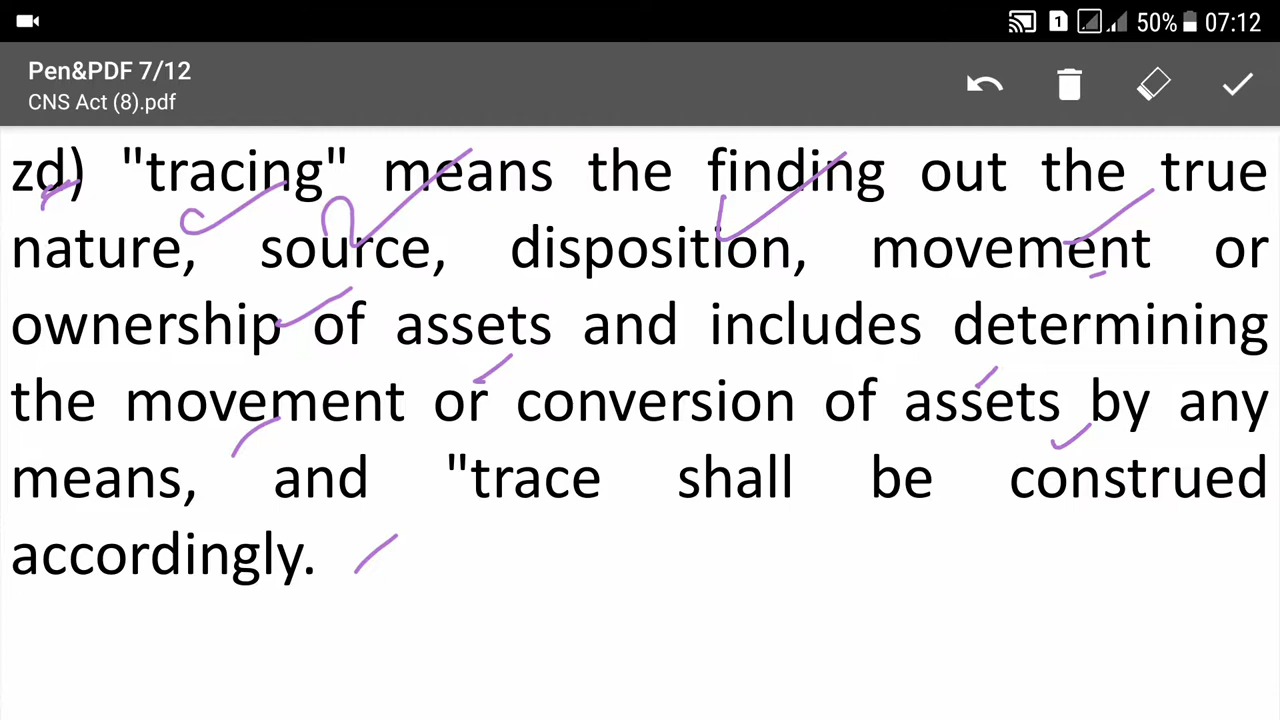 1 50% 07:12
Pen&PDF 7/12
CNS Act (8).pdf
zd) "tracing" means the finding out the true
nature, source, disposition, movement or
ownership of assets and includes determining
the movement or conversion of assets by any
means, and "trace shall be construed
accordingly.